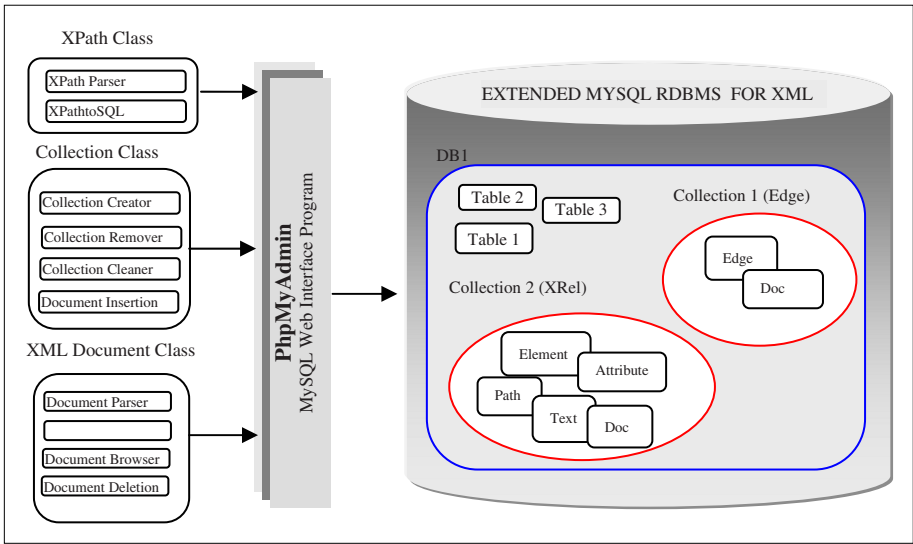 XPath Class
XPath Parser
XPathtoSQL
Collection Class
Collection Creator
Collection Remover
Collection Cleaner
Document Insertion
XML Document Class
Document Parser
Document Browser
Document Deletion
PhpMyAdmin
MySQL Web Interface Program
EXTENDED MYSQL RDBMS FOR XML
DB1
Table 2
Table 3
Table 1
Collection 1 (Edge)
Edge
Doc
Collection 2 (XRel)
Element
Attribute
Path
Text
Doc